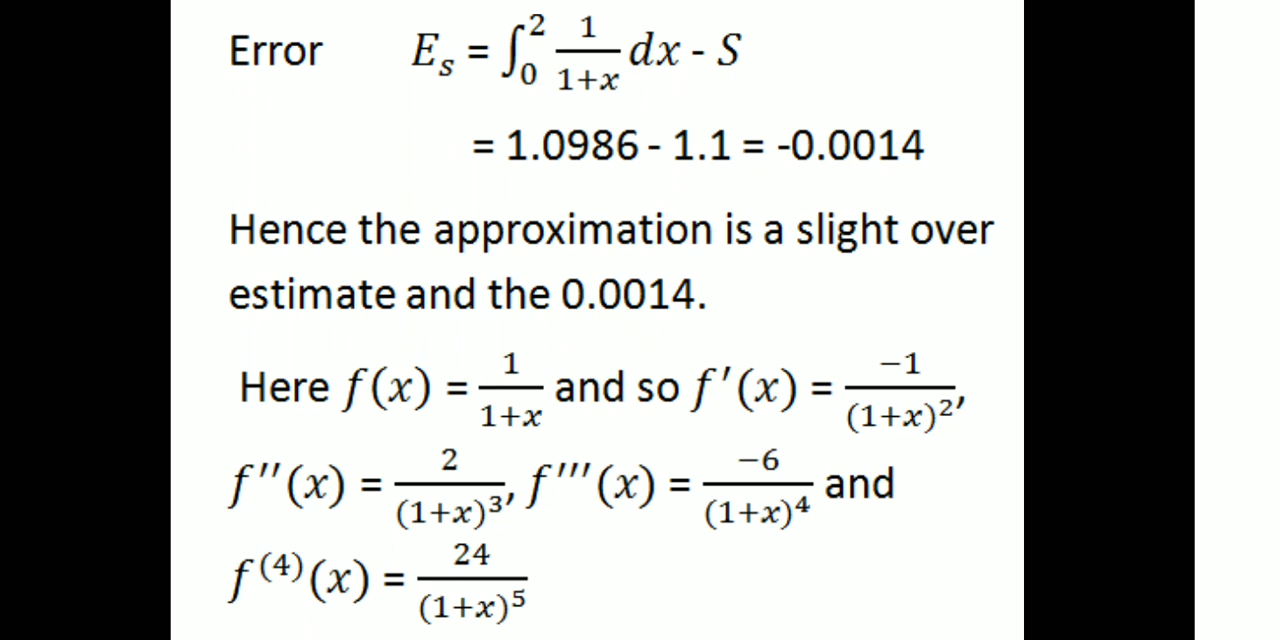 Error E_s = ∫_0^2 1/(1+x) dx - S
= 1.0986 - 1.1 = -0.0014
Hence the approximation is a slight over
estimate and the 0.0014.
Here f(x) = 1/(1+x) and so f'(x) = −1/(1+x)^2,
f''(x) = 2/(1+x)^3, f'''(x) = −6/(1+x)^4 and
f^(4)(x) = 24/(1+x)^5